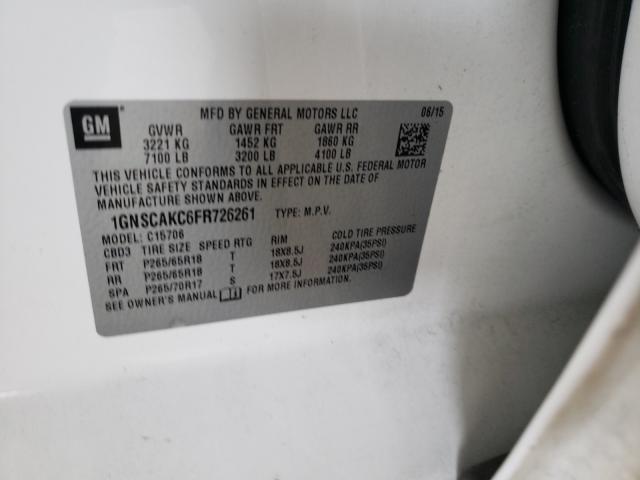 GM
MFD BY GENERAL MOTORS LLC 06/15
GVWR GAWR FRT GAWR RR
3221 KG 1452 KG 1860 KG
7100 LB 3200 LB 4100 LB
THIS VEHICLE CONFORMS TO ALL APPLICABLE U.S. FEDERAL MOTOR
VEHICLE SAFETY STANDARDS IN EFFECT ON THE DATE OF
MANUFACTURE SHOWN ABOVE.
1GNSCAKC6FR726261 TYPE: M.P.V.
MODEL: C15706
CBD3 TIRE SIZE SPEED RTG RIM COLD TIRE PRESSURE
FRT P265/65R18 T 18X8.5J 240KPA(35PSI)
RR P265/65R18 T 18X8.5J 240KPA(35PSI)
SPA P265/70R17 S 17X7.5J 240KPA(35PSI)
SEE OWNER'S MANUAL FOR MORE INFORMATION.